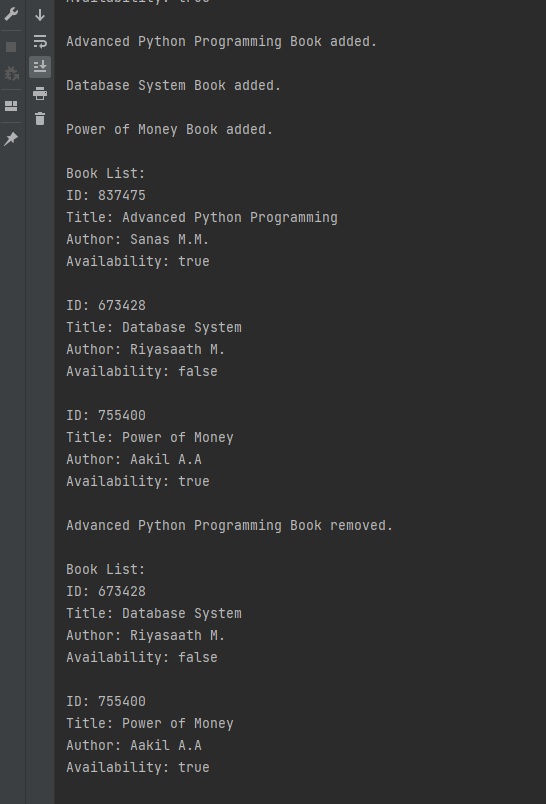 Availability: true
Advanced Python Programming Book added.
Database System Book added.
Power of Money Book added.
Book List:
ID: 837475
Title: Advanced Python Programming
Author: Sanas M.M.
Availability: true
ID: 673428
Title: Database System
Author: Riyasaath M.
Availability: false
ID: 755400
Title: Power of Money
Author: Aakil A.A
Availability: true
Advanced Python Programming Book removed.
Book List:
ID: 673428
Title: Database System
Author: Riyasaath M.
Availability: false
ID: 755400
Title: Power of Money
Author: Aakil A.A
Availability: true